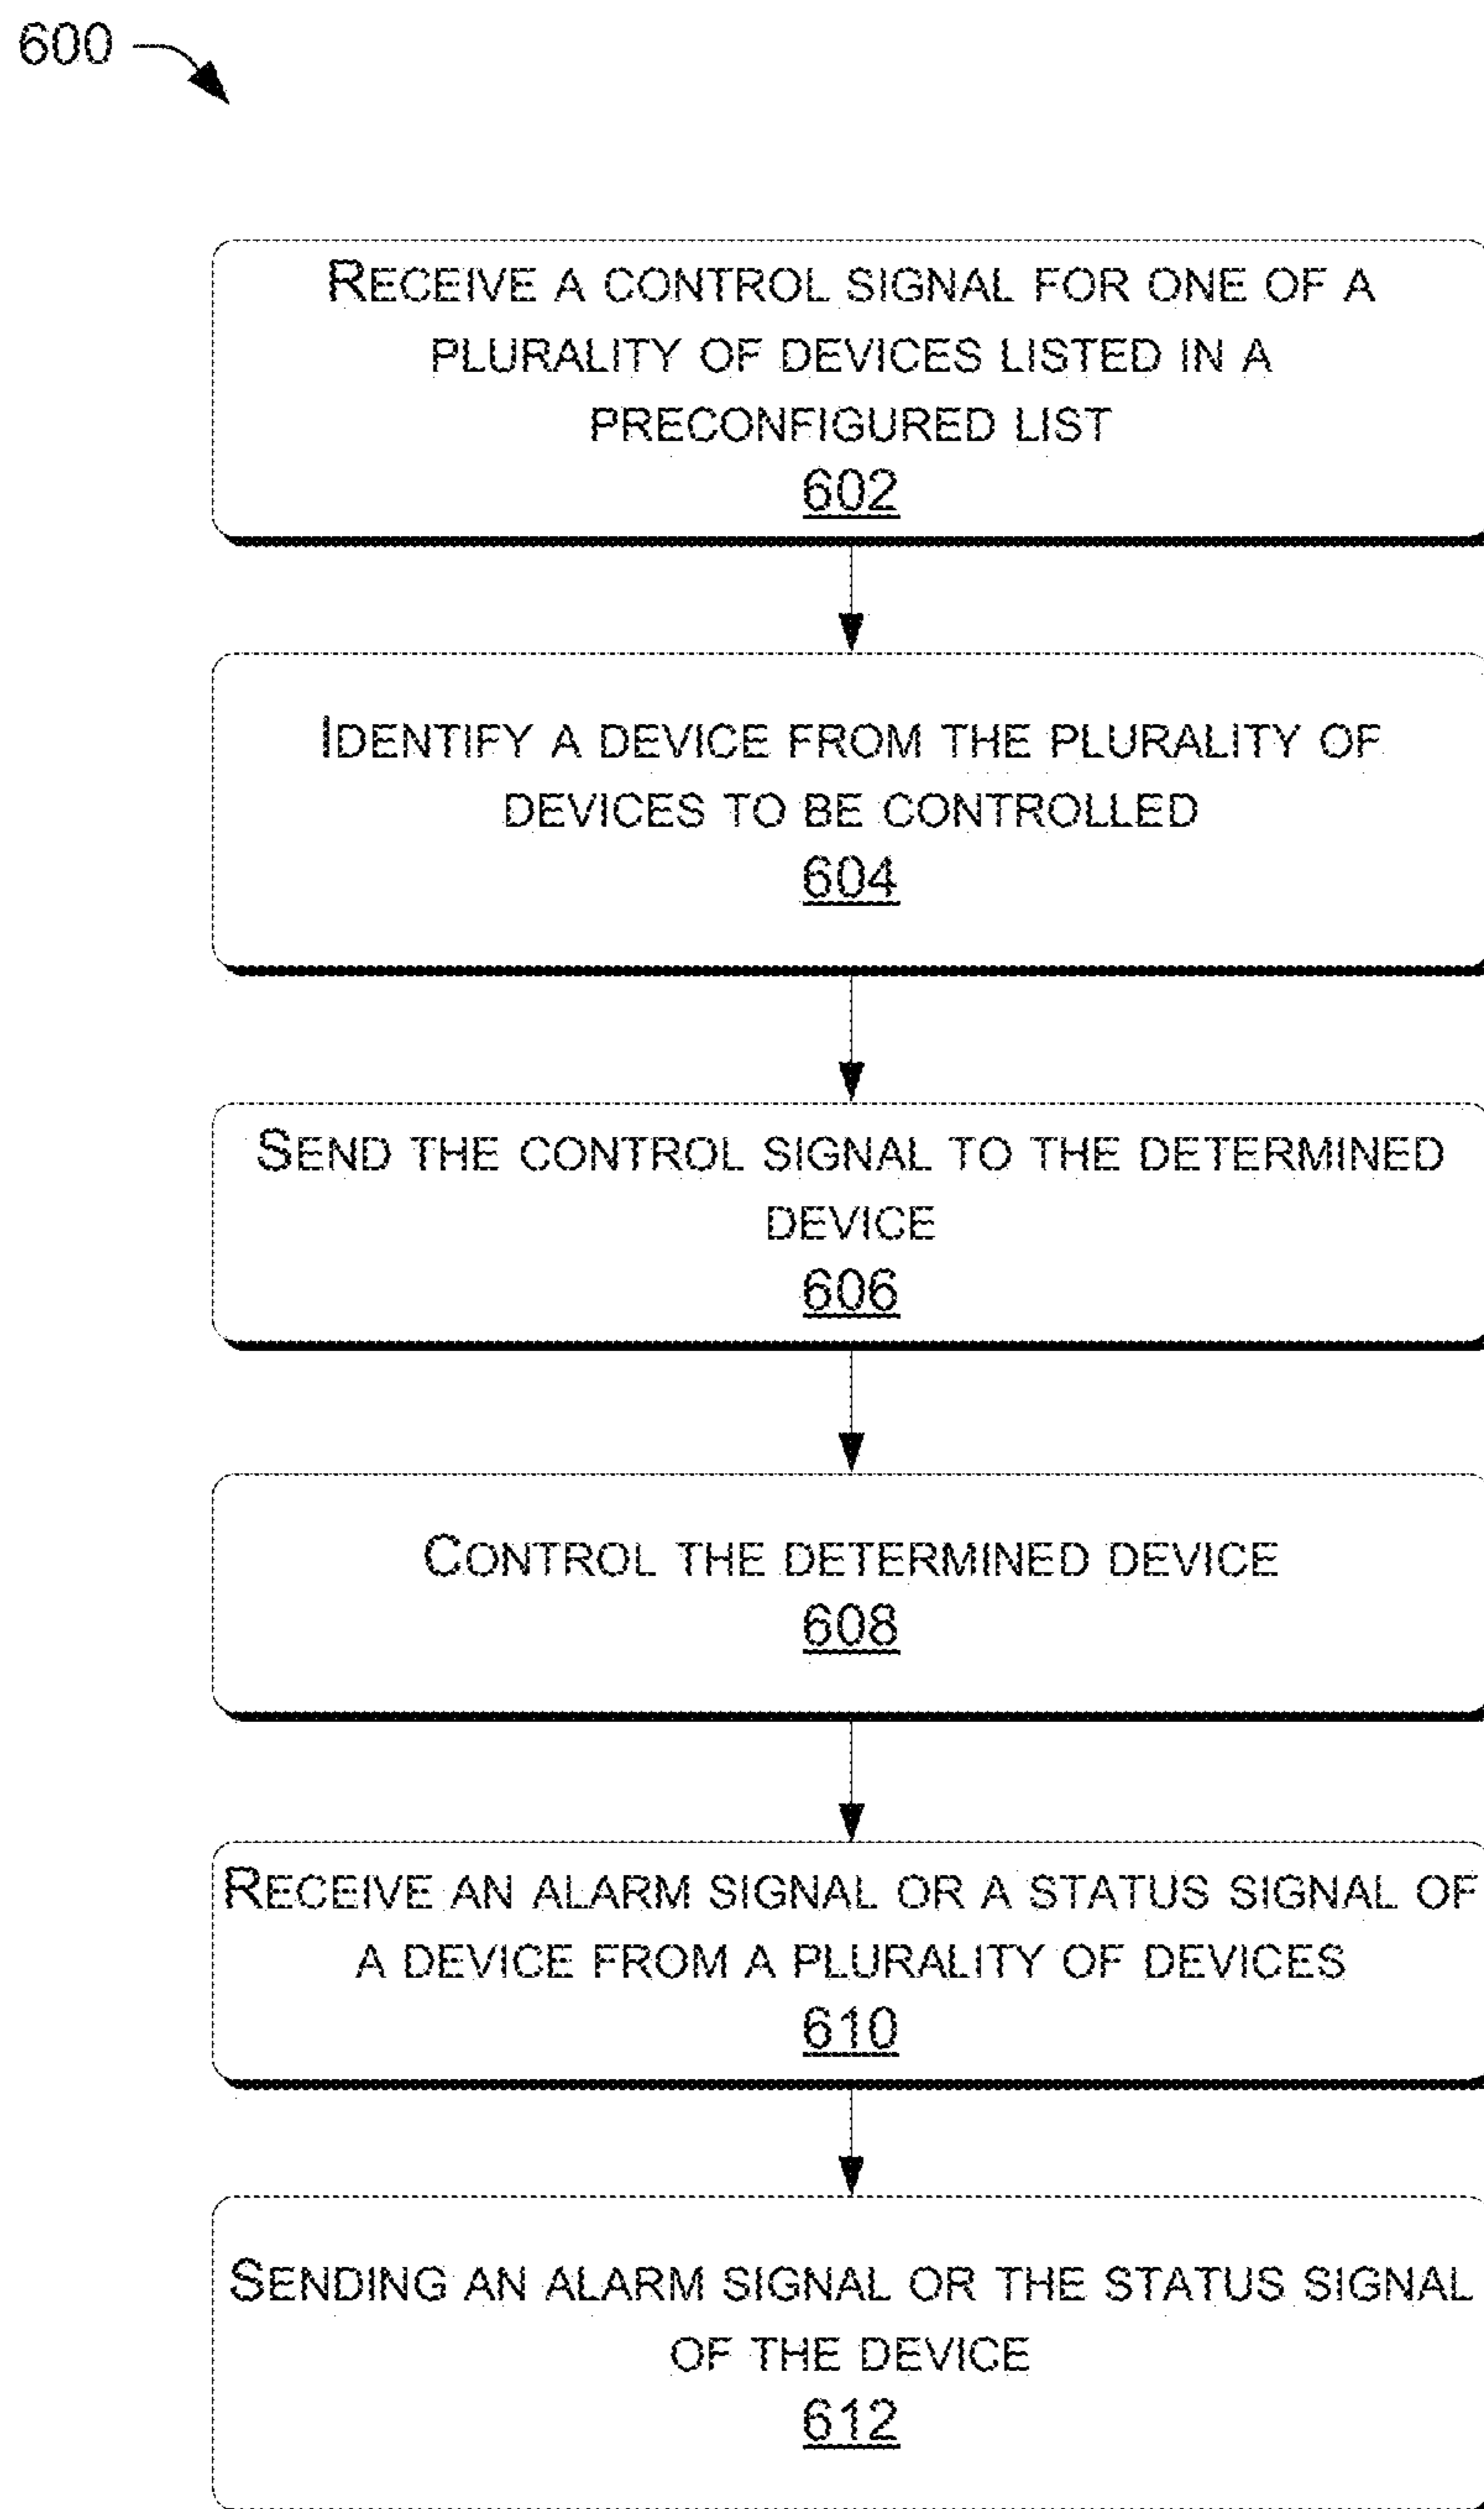 600
RECEIVE A CONTROL SIGNAL FOR ONE OF A
PLURALITY OF DEVICES LISTED IN A
PRECONFIGURED LIST
602
IDENTIFY A DEVICE FROM THE PLURALITY OF
DEVICES TO BE CONTROLLED
604
SEND THE CONTROL SIGNAL TO THE DETERMINED
DEVICE
606
CONTROL THE DETERMINED DEVICE
608
RECEIVE AN ALARM SIGNAL OR A STATUS SIGNAL OF
A DEVICE FROM A PLURALITY OF DEVICES
610
SENDING AN ALARM SIGNAL OR THE STATUS SIGNAL
OF THE DEVICE
612